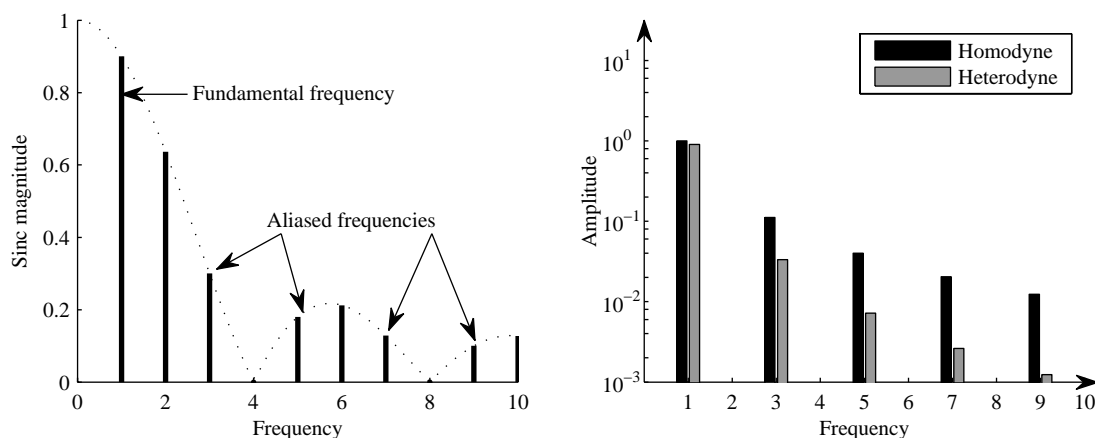 1
0.8
0.6
0.4
0.2
0
Sinc magnitude
Fundamental frequency
Aliased frequencies
0 2 4 6 8 10
Frequency
10^1
10^0
10^−1
10^−2
10^−3
Amplitude
Homodyne
Heterodyne
1 2 3 4 5 6 7 8 9 10
Frequency